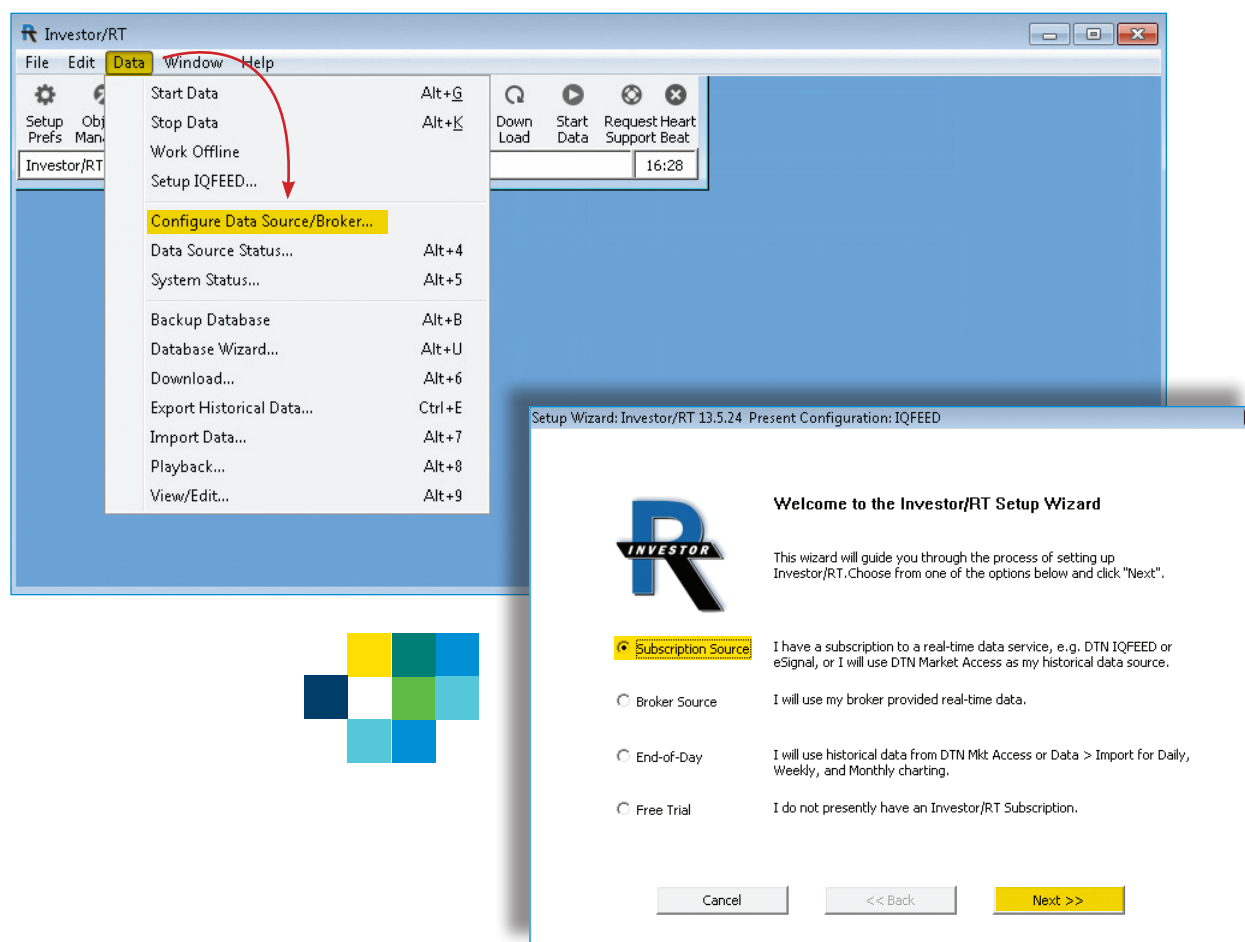 Investor/RT
File Edit Data Window Help
Setup Prefs
Obj Man
Down Load
Start Data
Request Support
Heart Beat
Investor/RT
16:28
Start Data Alt+G
Stop Data Alt+K
Work Offline
Setup IQFEED...
Configure Data Source/Broker...
Data Source Status... Alt+4
System Status... Alt+5
Backup Database Alt+B
Database Wizard... Alt+U
Download... Alt+6
Export Historical Data... Ctrl+E
Import Data... Alt+7
Playback... Alt+8
View/Edit... Alt+9
Setup Wizard: Investor/RT 13.5.24 Present Configuration: IQFEED
R
INVESTOR
Welcome to the Investor/RT Setup Wizard
This wizard will guide you through the process of setting up
Investor/RT.Choose from one of the options below and click "Next".
Subscription Source
I have a subscription to a real-time data service, e.g. DTN IQFEED or
eSignal, or I will use DTN Market Access as my historical data source.
Broker Source
I will use my broker provided real-time data.
End-of-Day
I will use historical data from DTN Mkt Access or Data > Import for Daily,
Weekly, and Monthly charting.
Free Trial
I do not presently have an Investor/RT Subscription.
Cancel
<< Back
Next >>